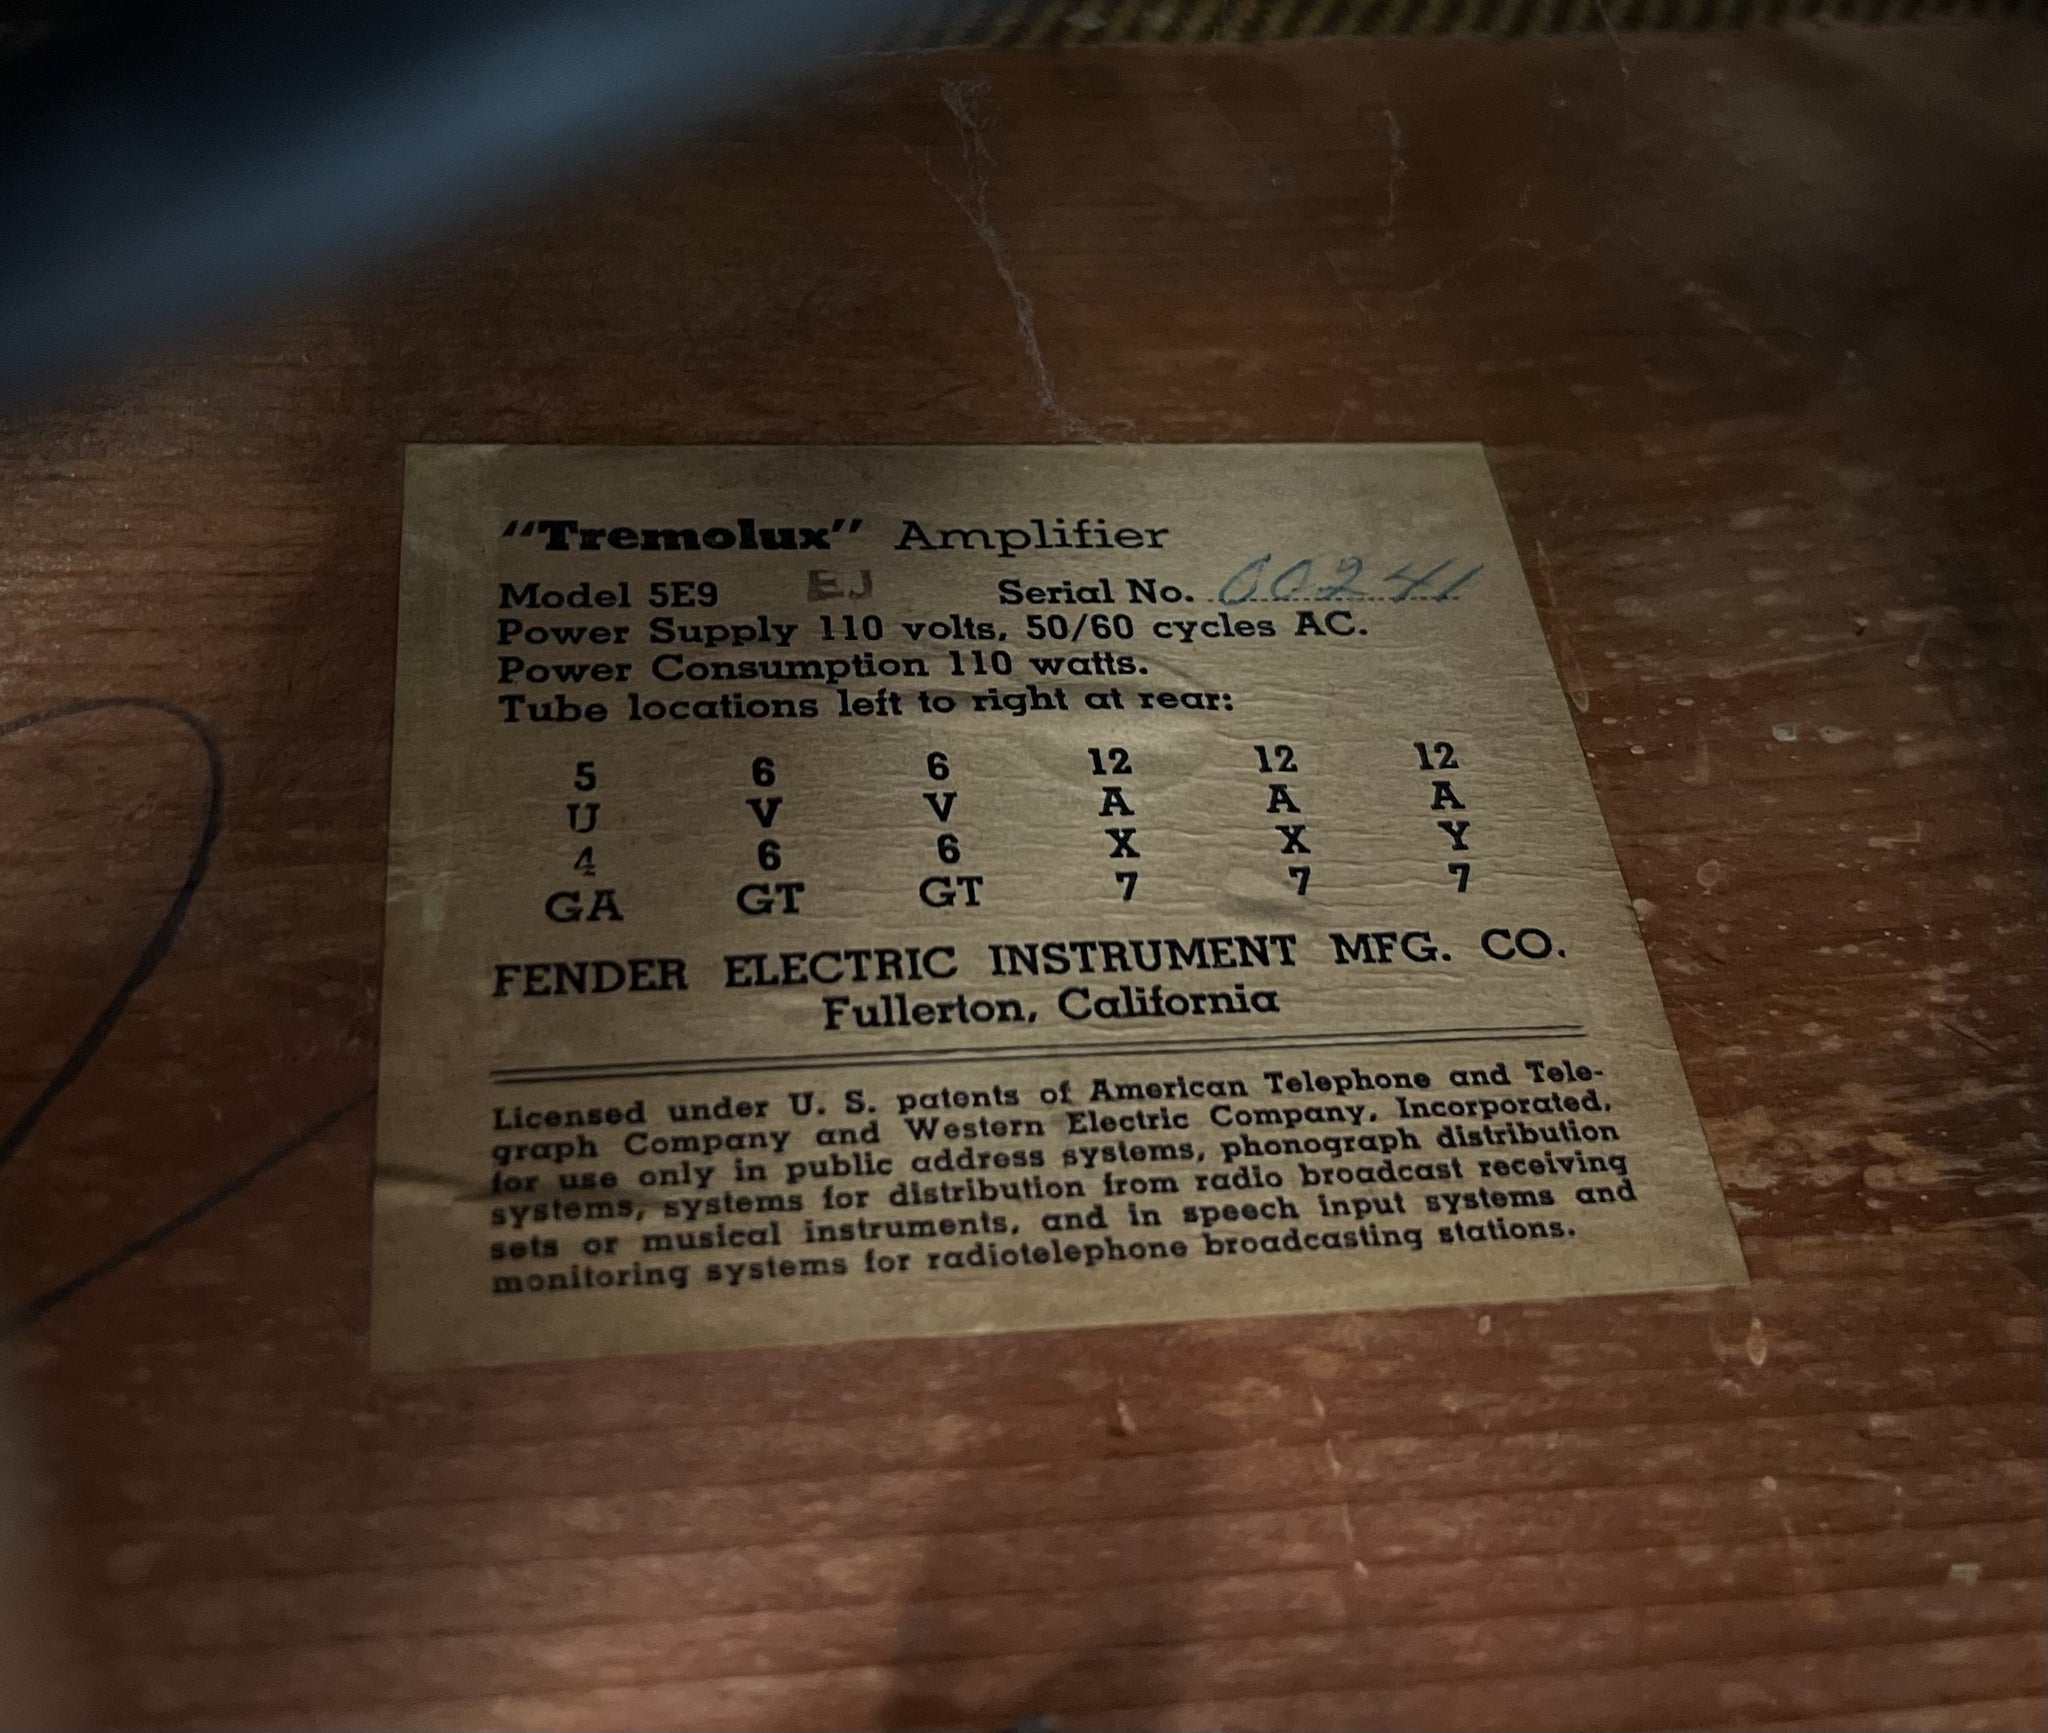 "Tremolux" Amplifier
Model 5E9 EJ Serial No. 00241
Power Supply 110 volts, 50/60 cycles AC.
Power Consumption 110 watts.
Tube locations left to right at rear:
5 6 6 12 12 12
U V V A A A
4 6 6 X X Y
GA GT GT 7 7 7
FENDER ELECTRIC INSTRUMENT MFG. CO.
Fullerton, California
Licensed under U. S. patents of American Telephone and Tele-
graph Company and Western Electric Company, Incorporated,
for use only in public address systems, phonograph distribution
systems, systems for distribution from radio broadcast receiving
sets or musical instruments, and in speech input systems and
monitoring systems for radiotelephone broadcasting stations.